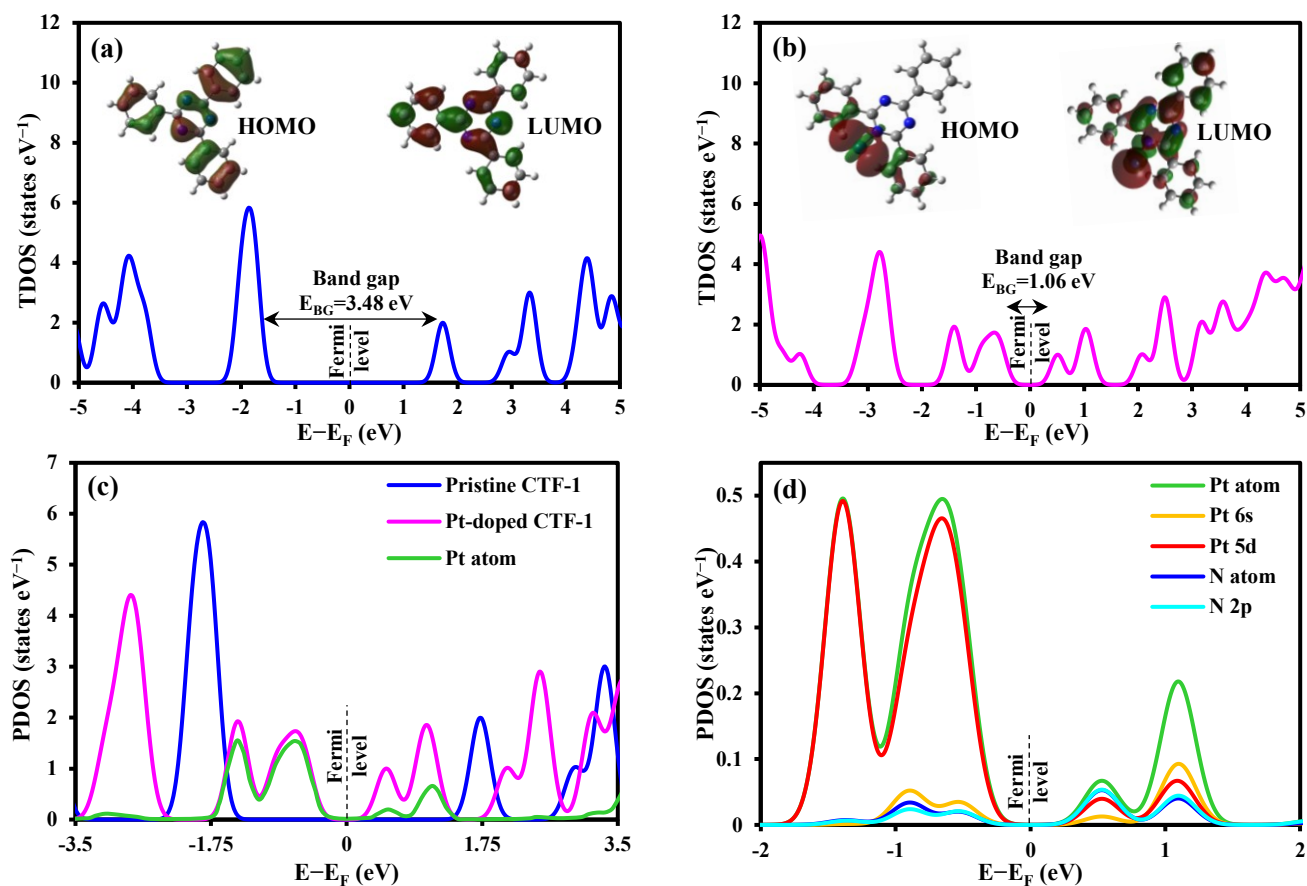 (a)
HOMO
LUMO
Band gap
E_BG=3.48 eV
Fermi level
TDOS (states eV⁻¹)
12
10
8
6
4
2
0
-5 -4 -3 -2 -1 0 1 2 3 4 5
E−E_F (eV)
(b)
HOMO
LUMO
Band gap
E_BG=1.06 eV
Fermi level
TDOS (states eV⁻¹)
12
10
8
6
4
2
0
-5 -4 -3 -2 -1 0 1 2 3 4 5
E−E_F (eV)
(c)
Pristine CTF-1
Pt-doped CTF-1
Pt atom
Fermi level
PDOS (states eV⁻¹)
7
6
5
4
3
2
1
0
-3.5 -1.75 0 1.75 3.5
E−E_F (eV)
(d)
Pt atom
Pt 6s
Pt 5d
N atom
N 2p
Fermi level
PDOS (states eV⁻¹)
0.5
0.4
0.3
0.2
0.1
0
-2 -1 0 1 2
E−E_F (eV)